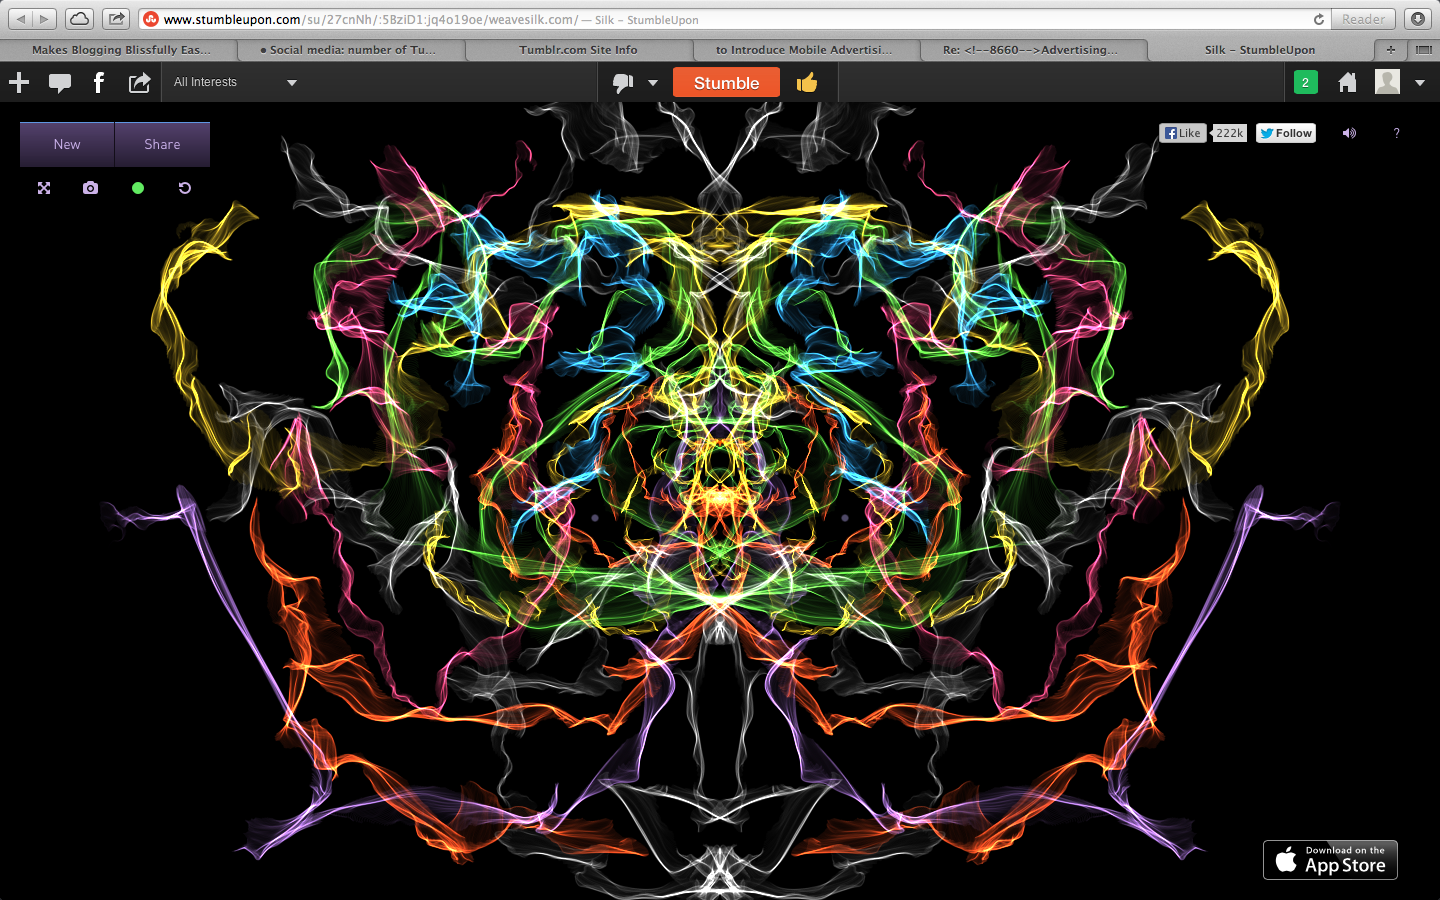 www.stumbleupon.com/su/27cnNh/:5BziD1:jq4o19oe/weavesilk.com/ — Silk – StumbleUpon
Reader
Makes Blogging Blissfully Eas...
● Social media: number of Tu...
Tumblr.com Site Info
to Introduce Mobile Advertisi...
Re: <!--8660-->Advertising...
Silk – StumbleUpon
f
All Interests
Stumble
2
New
Share
f Like
222k
Follow
?
Download on the
App Store